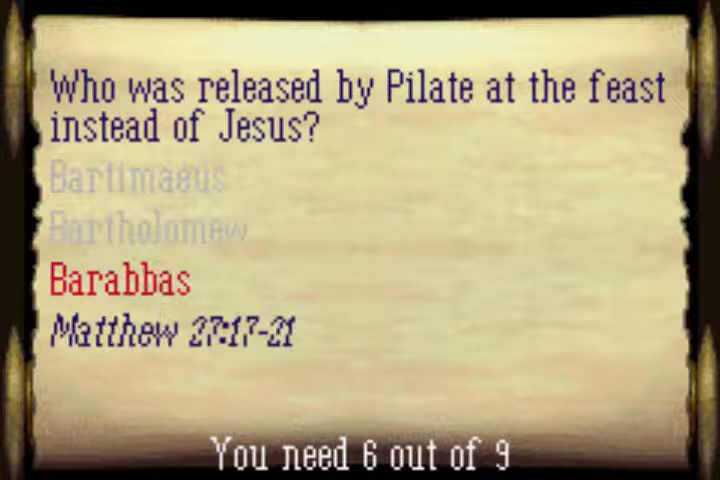 Who was released by Pilate at the feast
instead of Jesus?
Bartimaeus
Bartholomew
Barabbas
Matthew 27:17-21
You need 6 out of 9